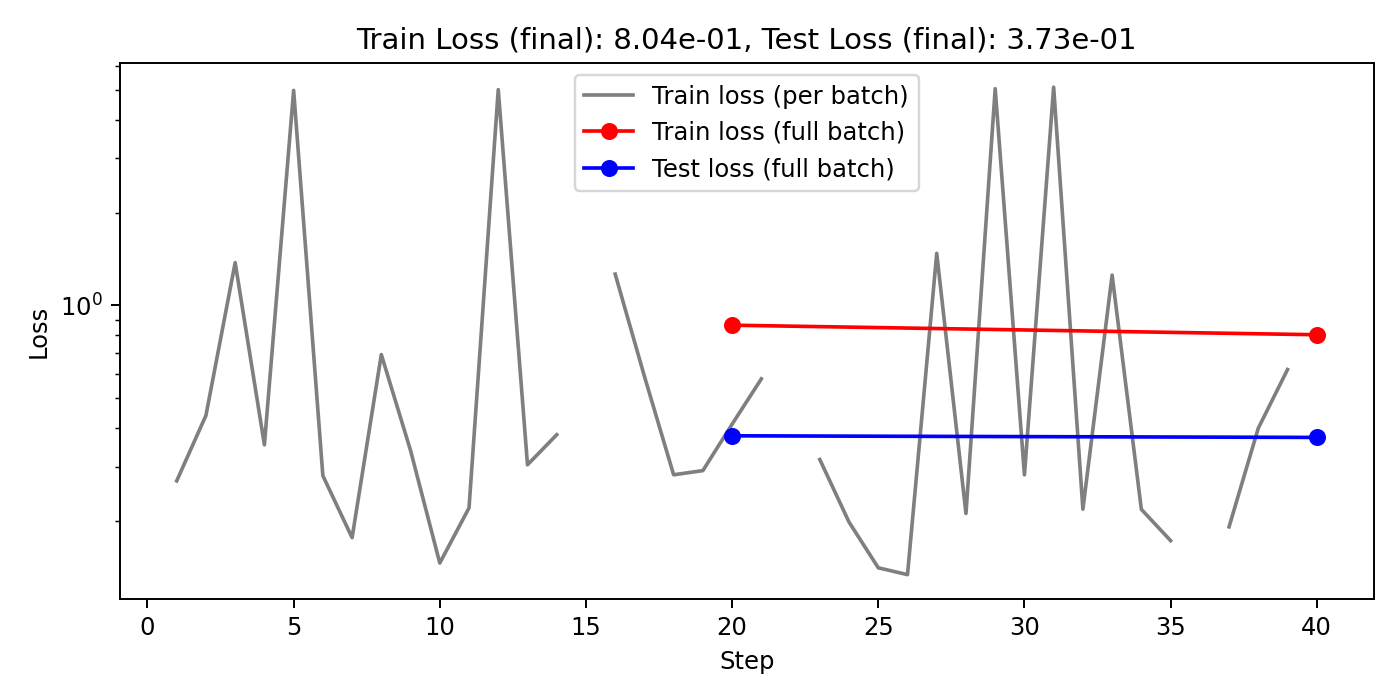 Train Loss (final): 8.04e-01, Test Loss (final): 3.73e-01
Train loss (per batch)
Train loss (full batch)
Test loss (full batch)
Loss
10⁰
0 5 10 15 20 25 30 35 40
Step